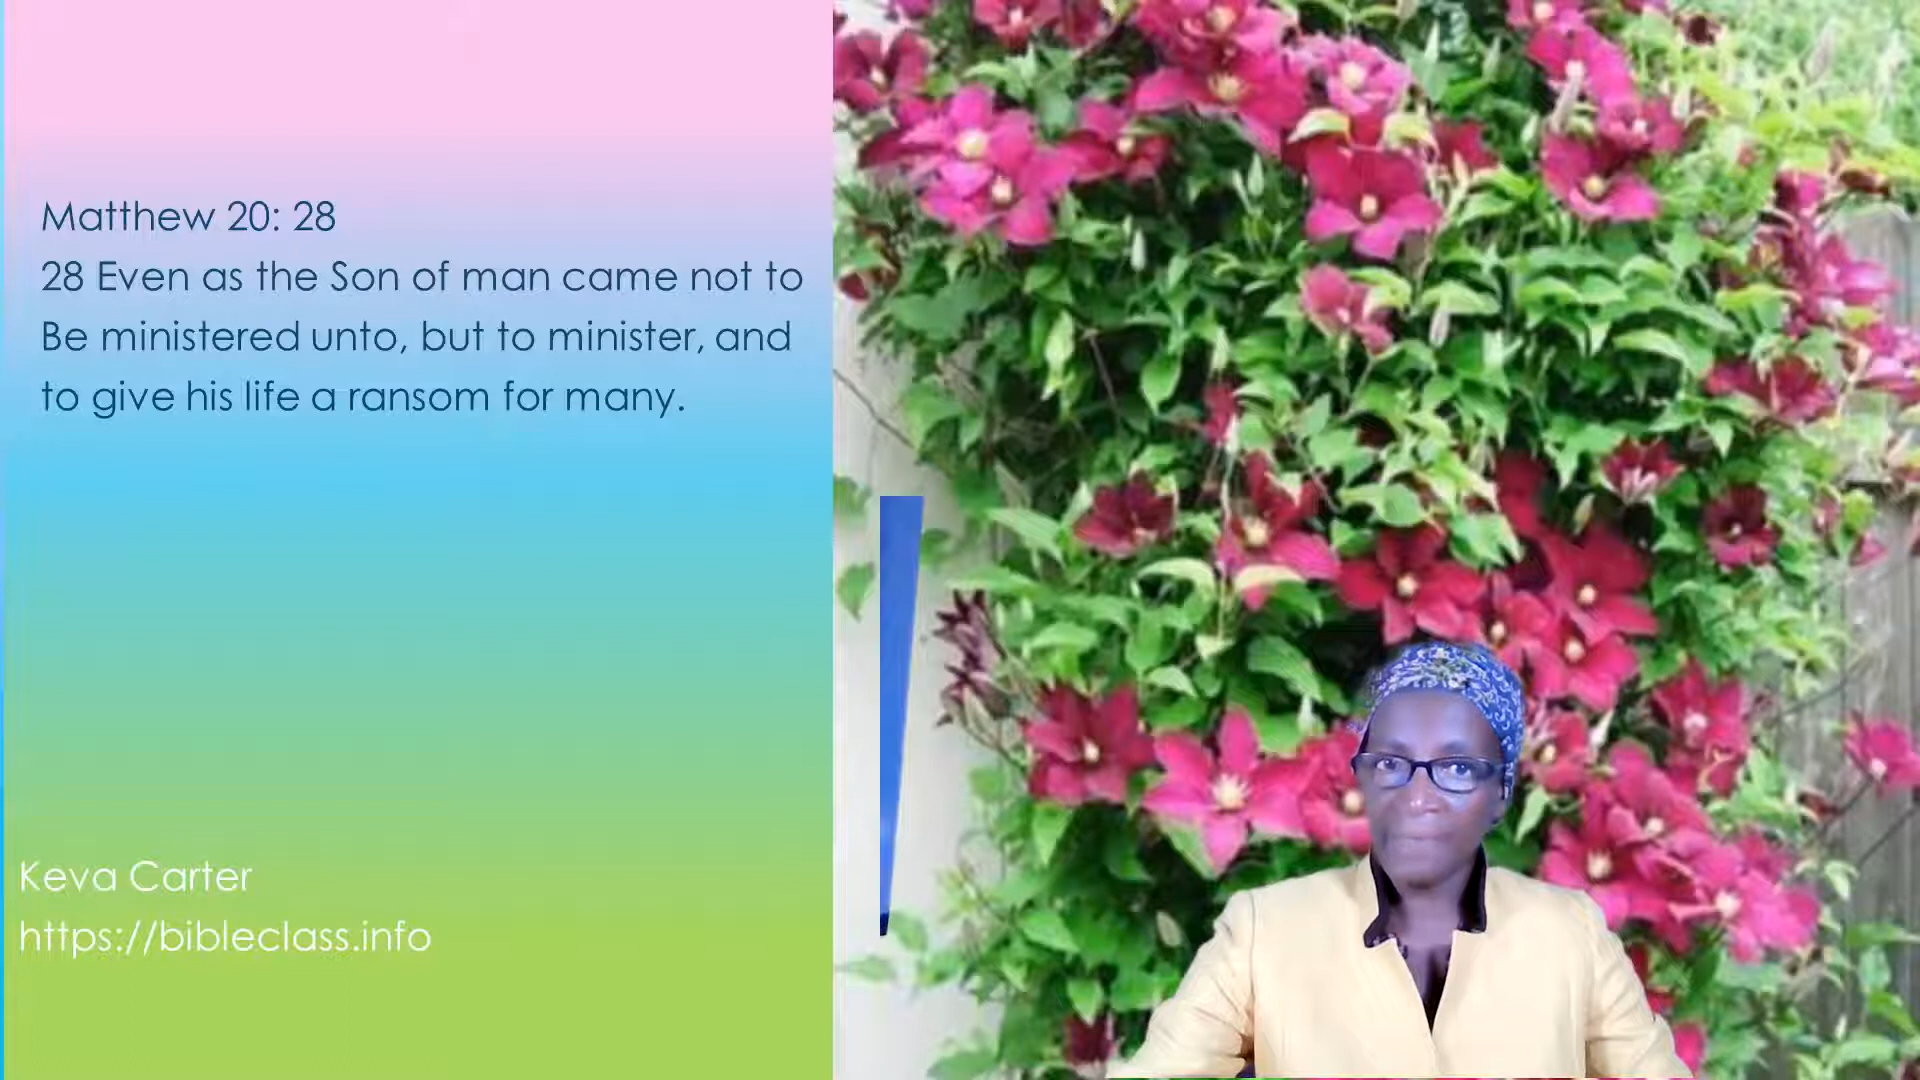 Matthew 20: 28
28 Even as the Son of man came not to
Be ministered unto, but to minister, and
to give his life a ransom for many.
Keva Carter
https://bibleclass.info